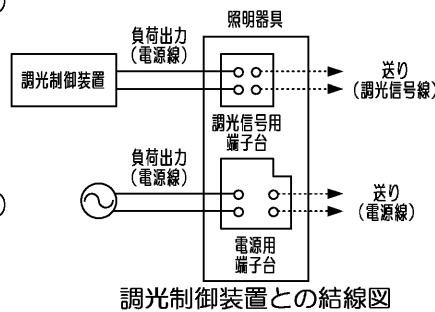 照明器具
負荷出力
(電源線)
調光制御装置
送り
(調光信号線)
調光信号用
端子台
負荷出力
(電源線)
送り
(電源線)
電源用
端子台
調光制御装置との結線図